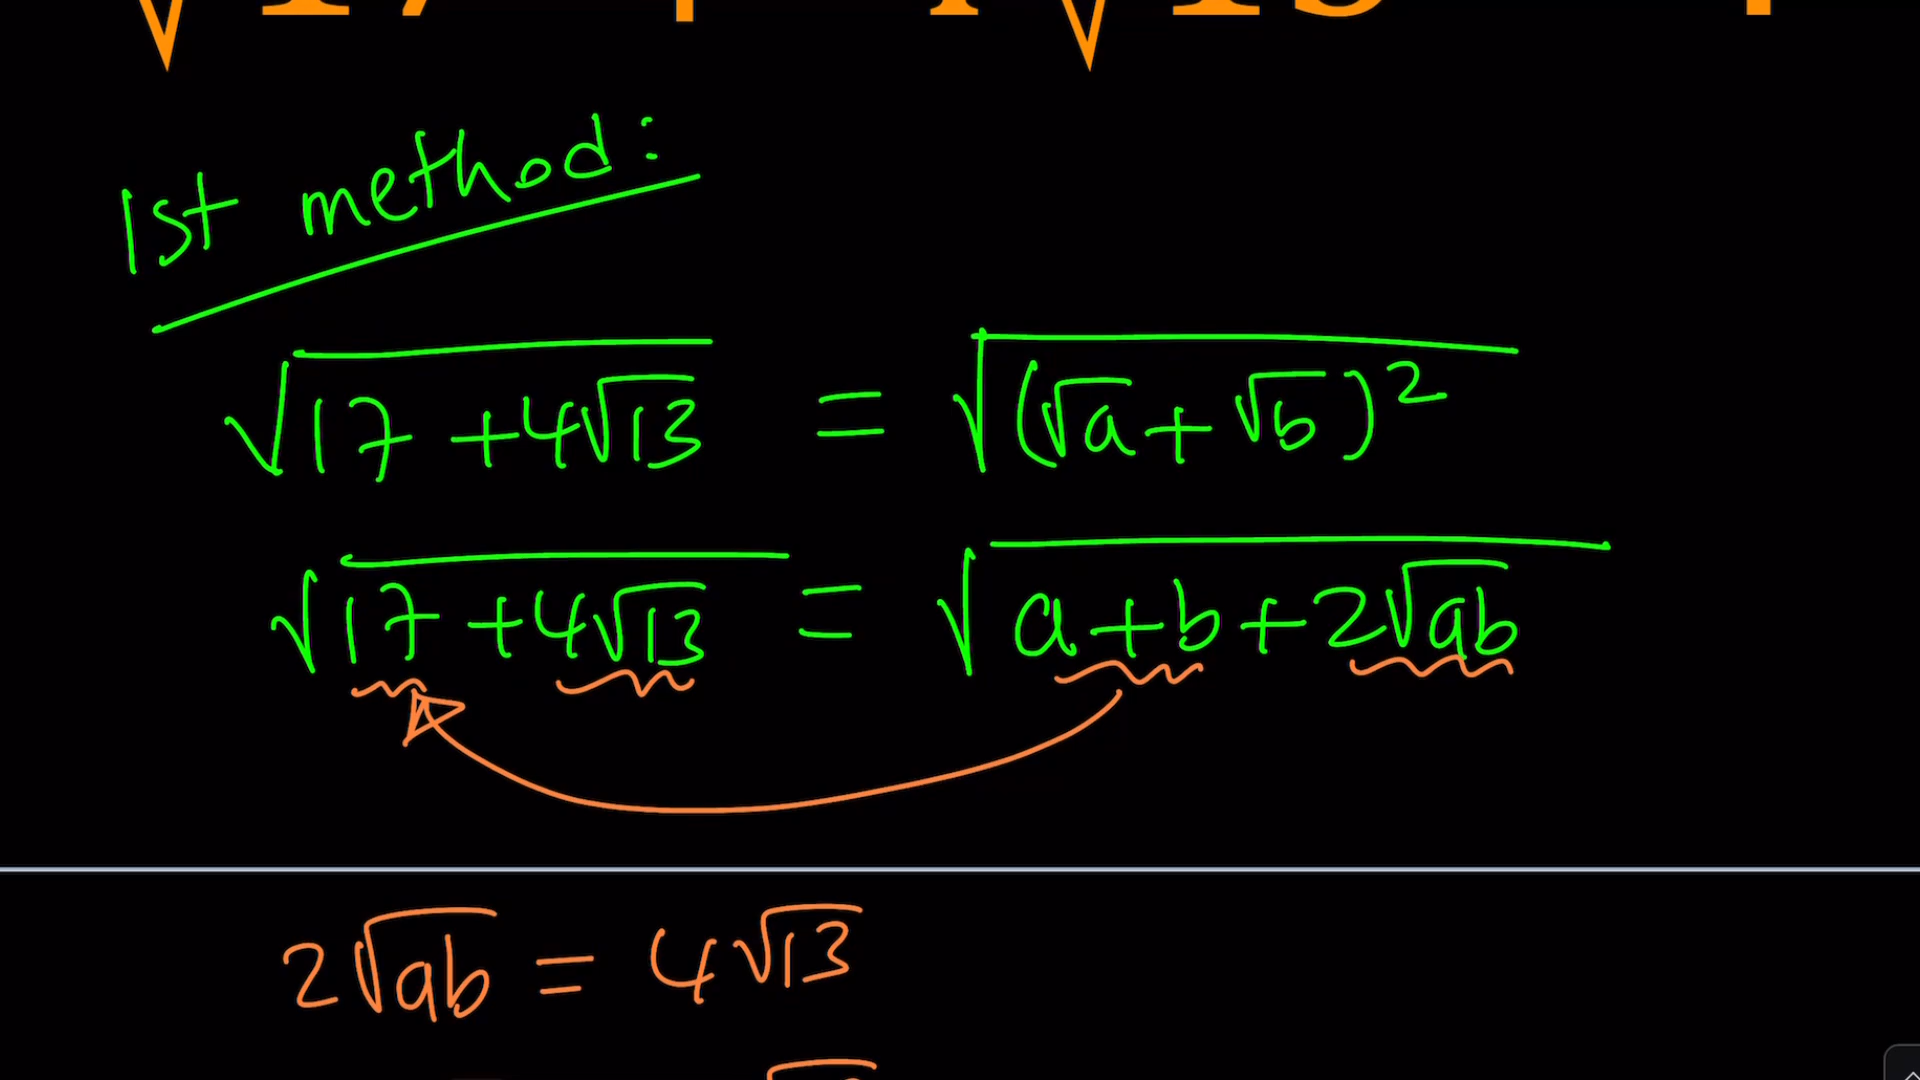 1st method:
√(17 + 4√13) = √((√a + √b)²)
√(17 + 4√13) = √(a + b + 2√(ab))
2√(ab) = 4√13